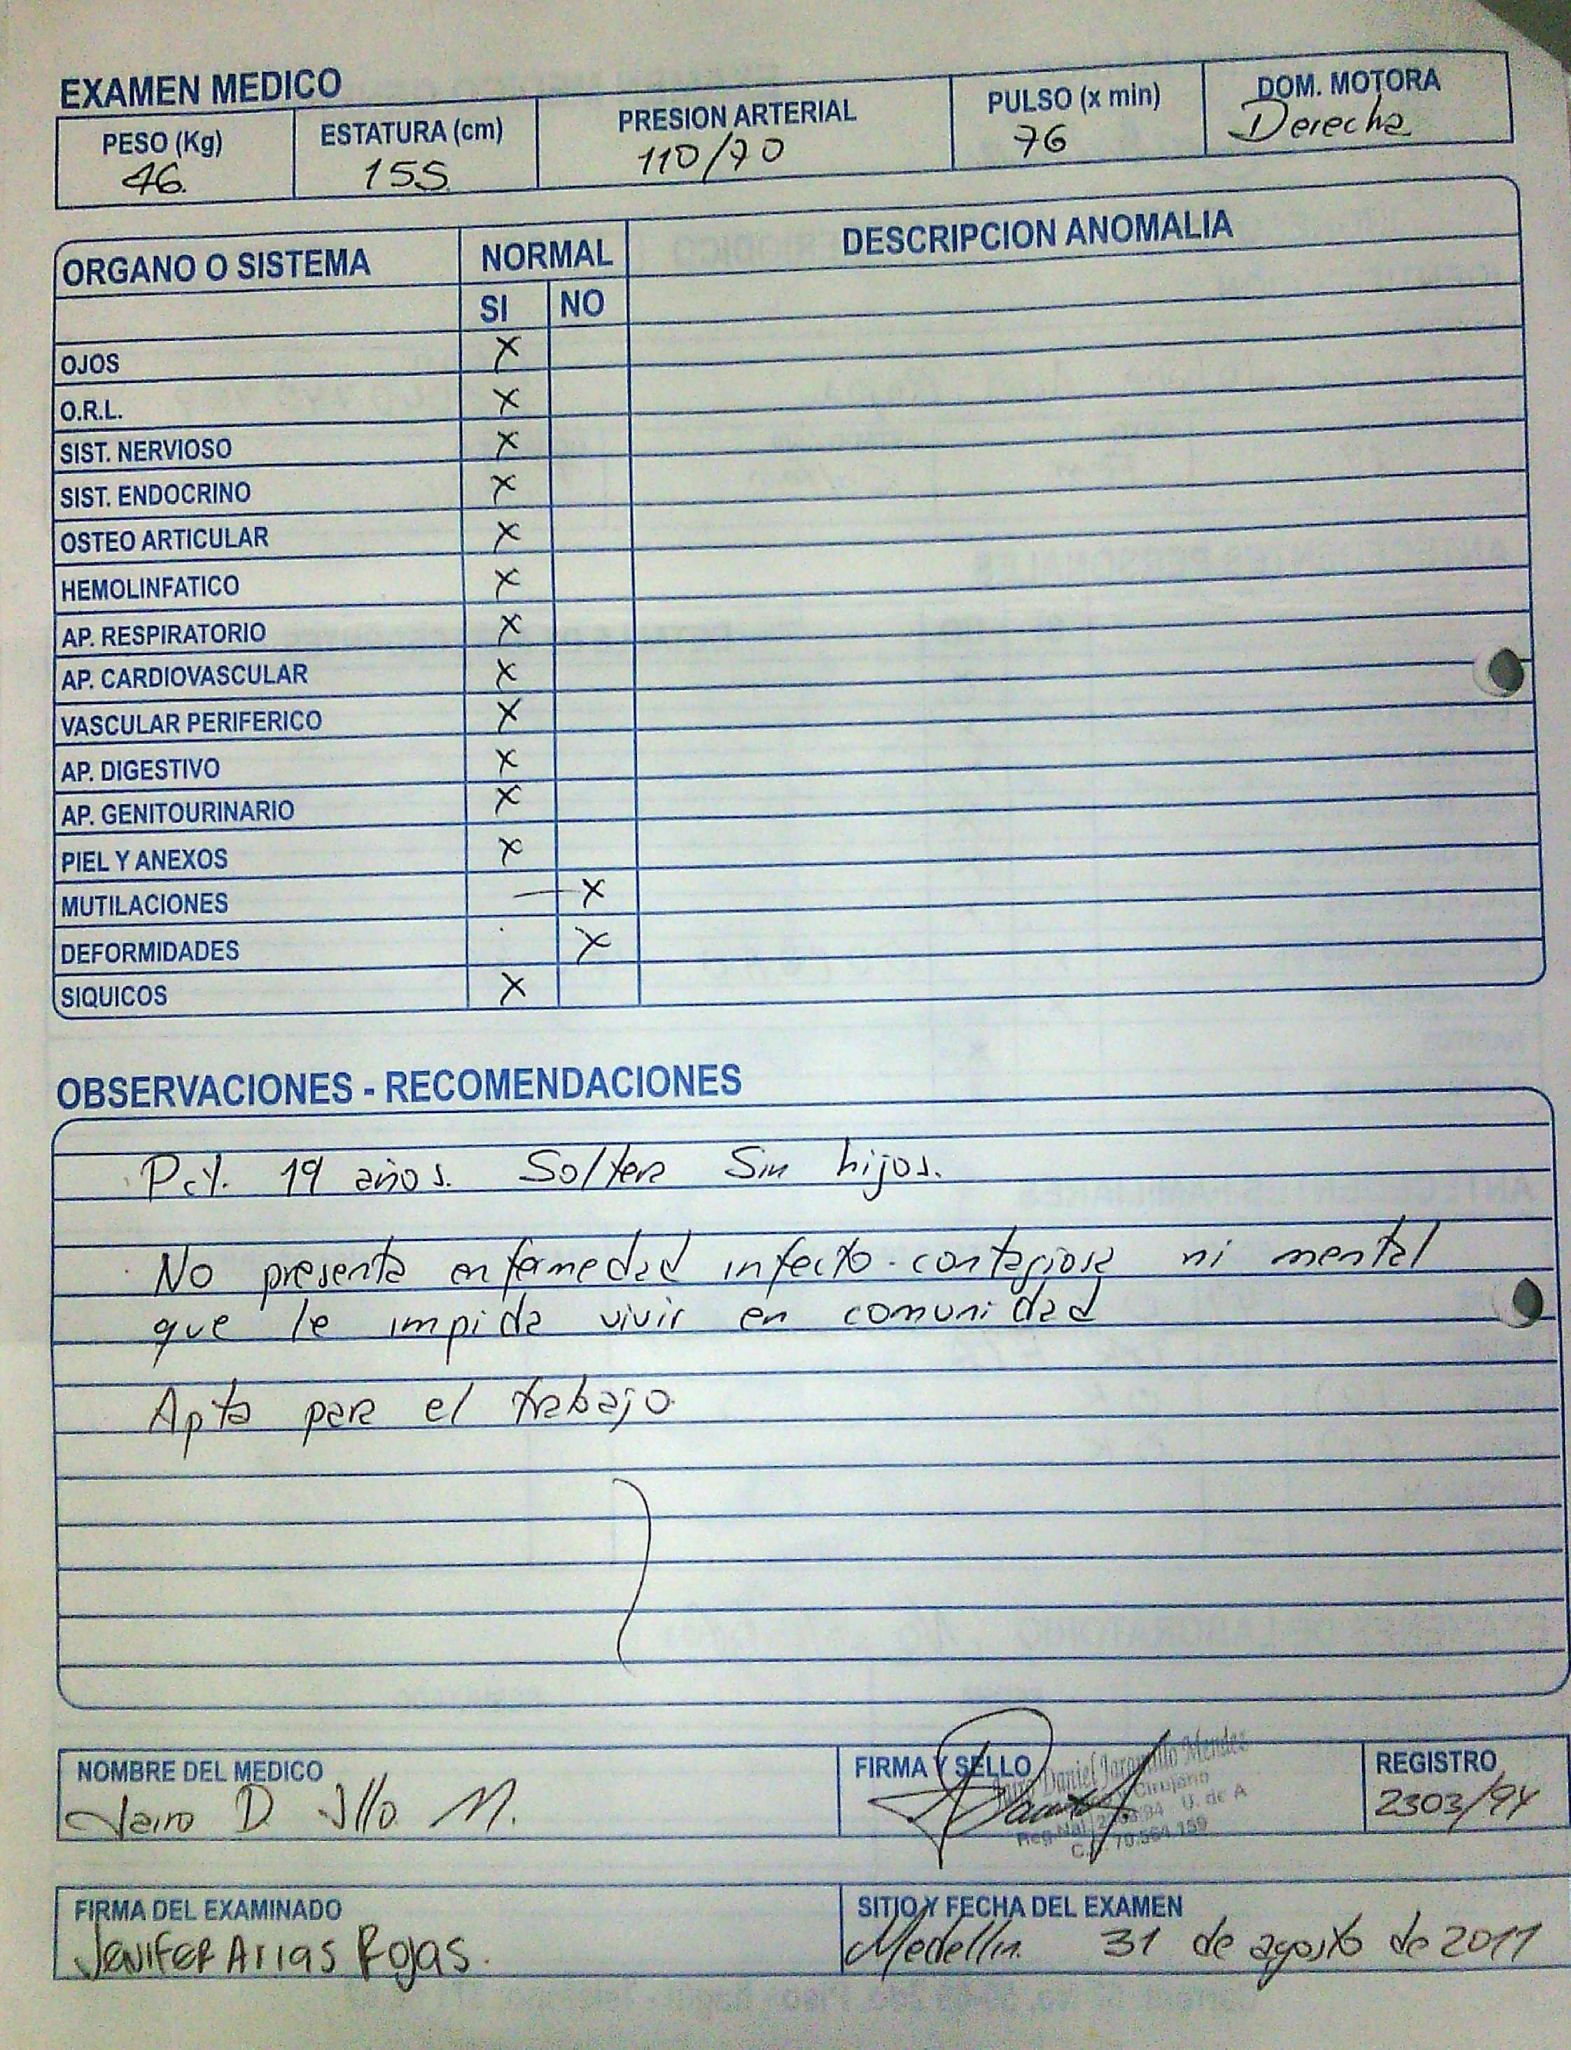 EXAMEN MEDICO
PESO (Kg) ESTATURA (cm) PRESION ARTERIAL PULSO (x min) DOM. MOTORA
46 155 110/70 76 Derecha
ORGANO O SISTEMA NORMAL DESCRIPCION ANOMALIA
SI NO
OJOS X
O.R.L. X
SIST. NERVIOSO X
SIST. ENDOCRINO X
OSTEO ARTICULAR X
HEMOLINFATICO X
AP. RESPIRATORIO X
AP. CARDIOVASCULAR X
VASCULAR PERIFERICO X
AP. DIGESTIVO X
AP. GENITOURINARIO X
PIEL Y ANEXOS X
MUTILACIONES — X
DEFORMIDADES X
SIQUICOS X
OBSERVACIONES - RECOMENDACIONES
19 años. Soltera Sin hijos.
No presenta enfermedad infecto-contagiosa ni mental
que le impida vivir en comunidad
Apta para el trabajo.
NOMBRE DEL MEDICO FIRMA Y SELLO REGISTRO
Jairo D. Jllo M. 2303/94
Jairo Daniel Jaramillo Mendez
Médico y Cirujano
Reg. Nal. 2303/94 U. de A
C.C. 70.564.159
FIRMA DEL EXAMINADO SITIO Y FECHA DEL EXAMEN
Jenifer Arias Rojas. Medellin. 31 de agosto de 2011